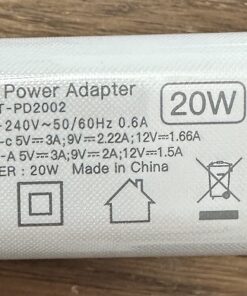 Power Adapter
T-PD2002
20W
-240V~50/60Hz 0.6A
-c 5V⎓3A;9V⎓2.22A;12V⎓1.66A
-A 5V⎓3A;9V⎓2A;12V⎓1.5A
ER: 20W Made in China